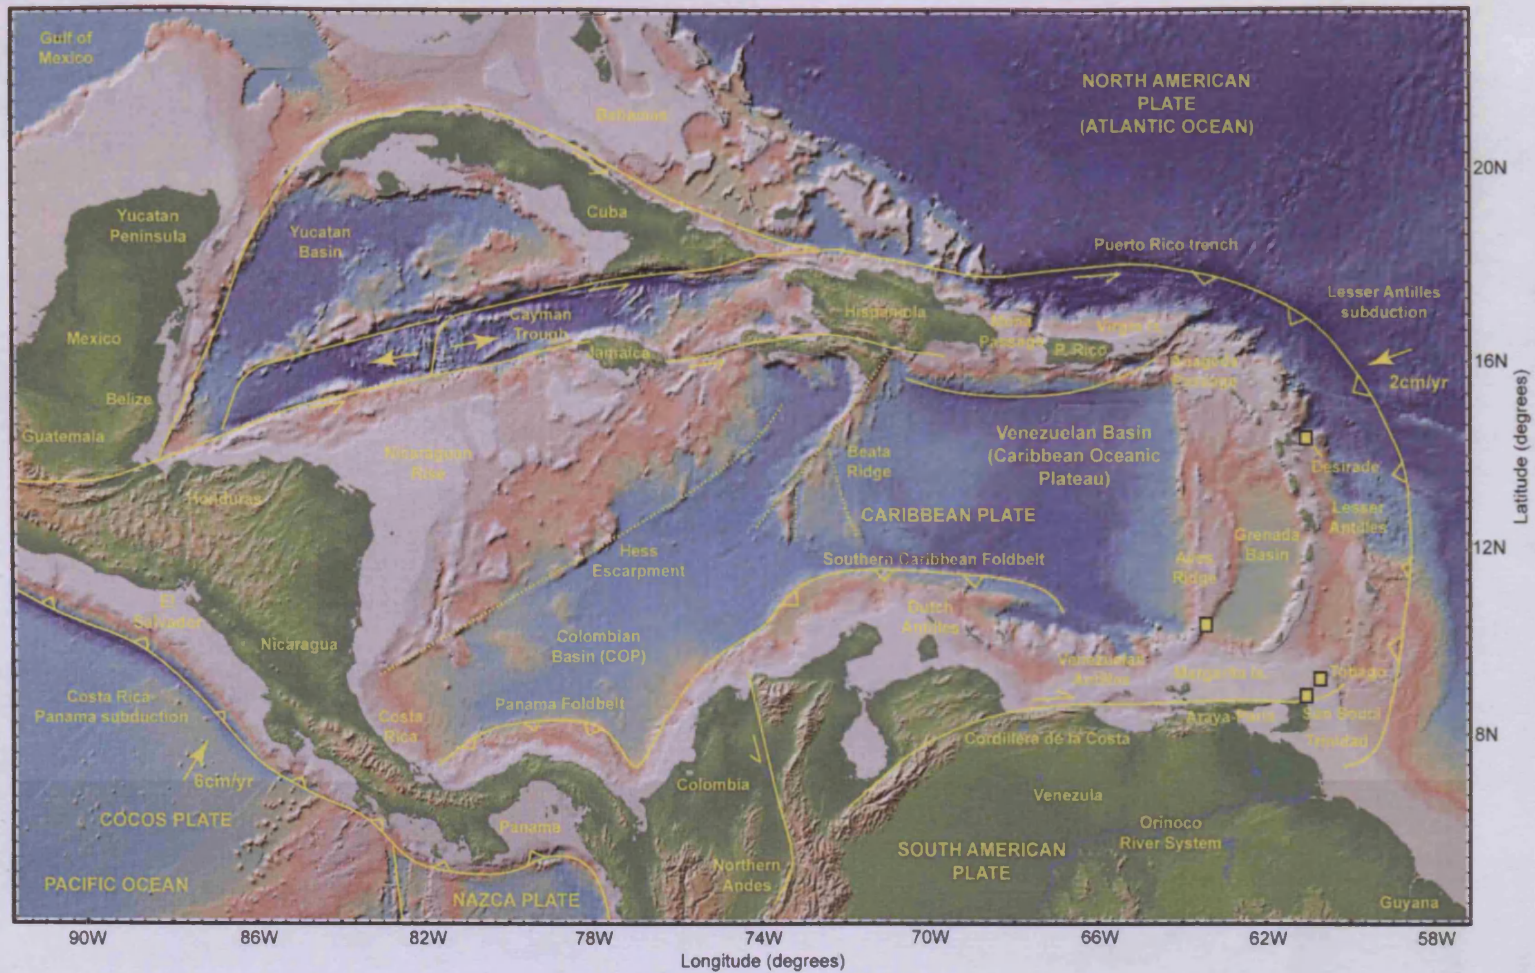 Gulf of
Mexico
Bahamas
NORTH AMERICAN
PLATE
(ATLANTIC OCEAN)
20N
Yucatan
Peninsula
Yucatan
Basin
Cuba
Puerto Rico trench
Lesser Antilles
subduction
Mexico
Cayman
Trough
Hispaniola
Mona
Passage
Virgin Is.
P. Rico
Jamaica
Anageda
Passage
16N
2cm/yr
Belize
Guatemala
Nicaraguan
Rise
Beata
Ridge
Venezuelan Basin
(Caribbean Oceanic
Plateau)
Desirade
Honduras
CARIBBEAN PLATE
Lesser
Antilles
Grenada
Basin
Latitude (degrees)
12N
Hess
Escarpment
Southern Caribbean Foldbelt
Aves
Ridge
El
Salvador
Dutch
Antilles
Nicaragua
Colombian
Basin (COP)
Venezuelan
Antilles
Margarita Is.
Tobago
Costa Rica-
Panama subduction
Panama Foldbelt
Costa
Rica
Araya-Paria
San Souci
Trinidad
8N
Cordillera de la Costa
6cm/yr
Colombia
Venezula
COCOS PLATE
Panama
Orinoco
River System
SOUTH AMERICAN
PLATE
Northern
Andes
PACIFIC OCEAN
NAZCA PLATE
Guyana
90W
86W
82W
78W
74W
70W
66W
62W
58W
Longitude (degrees)